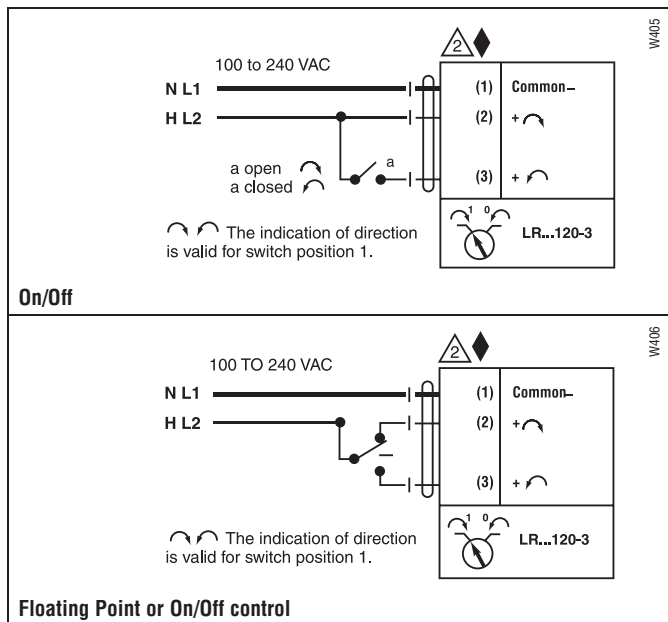 W405
2
100 to 240 VAC
N L1
(1) Common–
H L2
(2) +
a
a open
a closed
(3) +
1 0
LR...120-3
The indication of direction
is valid for switch position 1.
On/Off
W406
2
100 TO 240 VAC
N L1
(1) Common–
H L2
(2) +
(3) +
1 0
LR...120-3
The indication of direction
is valid for switch position 1.
Floating Point or On/Off control